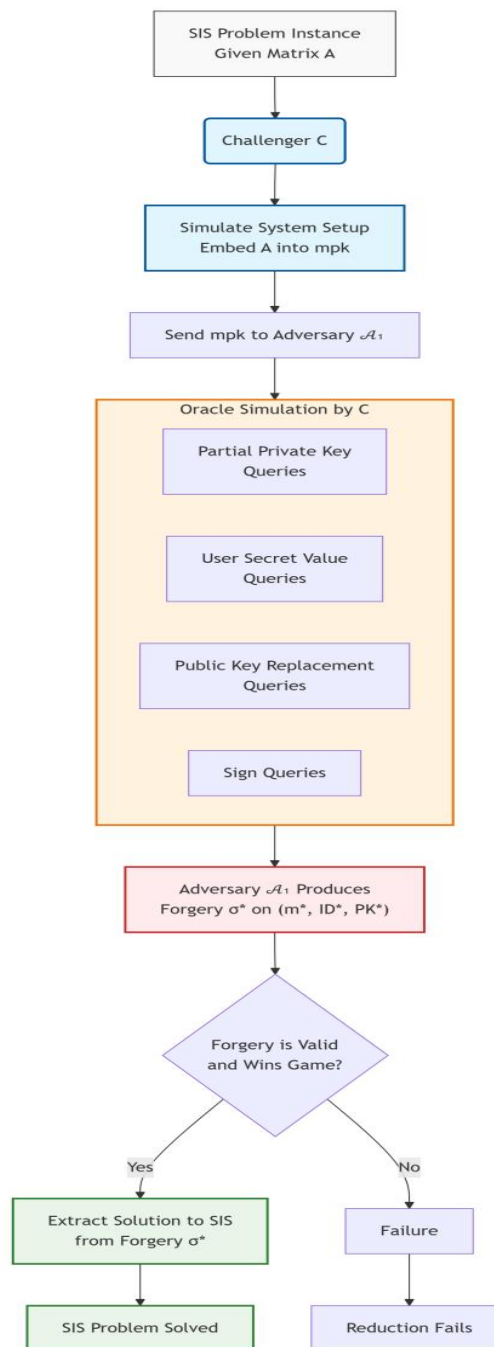 SIS Problem Instance
Given Matrix A
Challenger C
Simulate System Setup
Embed A into mpk
Send mpk to Adversary 𝒜₁
Oracle Simulation by C
Partial Private Key
Queries
User Secret Value
Queries
Public Key Replacement
Queries
Sign Queries
Adversary 𝒜₁ Produces
Forgery σ* on (m*, ID*, PK*)
Forgery is Valid
and Wins Game?
Yes
No
Extract Solution to SIS
from Forgery σ*
Failure
SIS Problem Solved
Reduction Fails